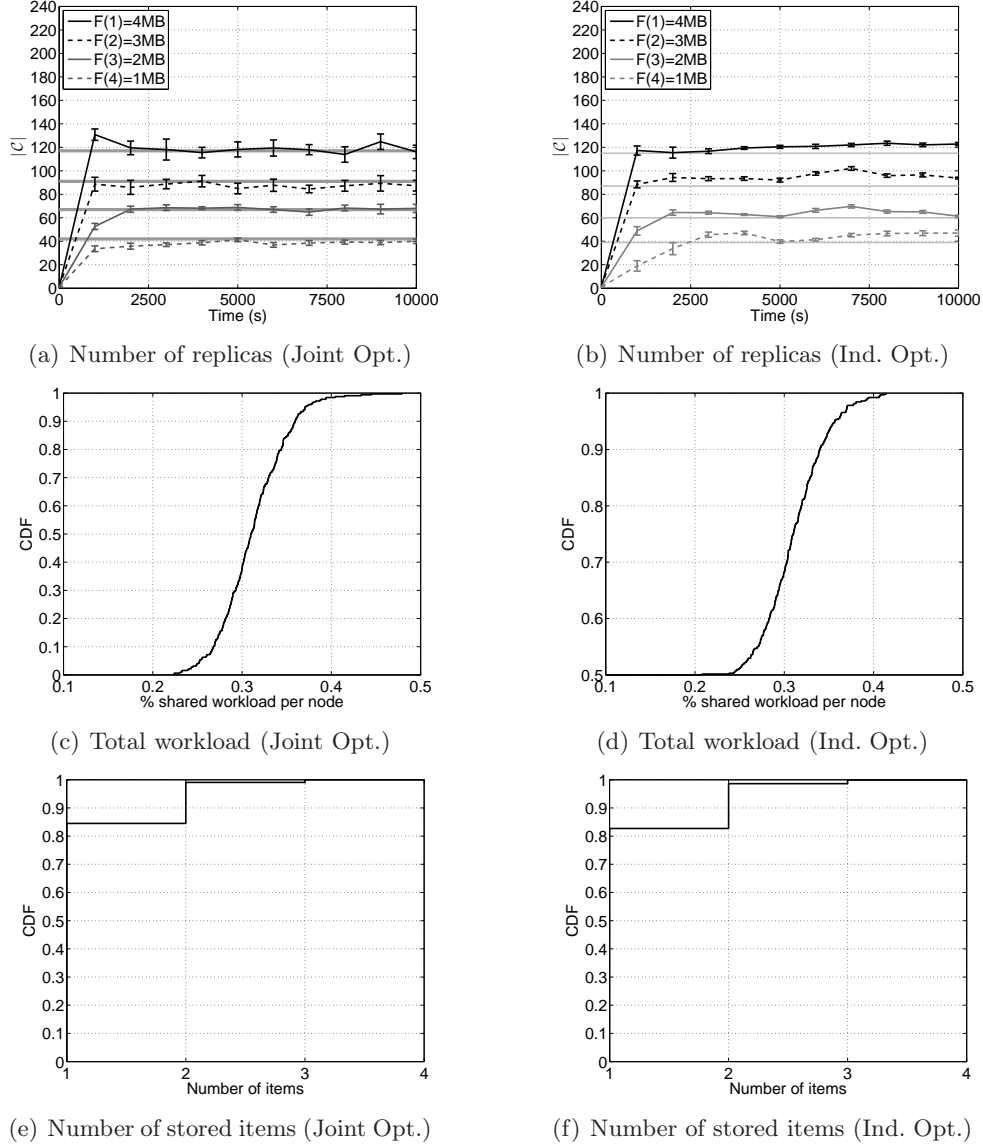 240
220
200
180
160
140
120
100
80
60
40
20
0
|C|
F(1)=4MB
F(2)=3MB
F(3)=2MB
F(4)=1MB
0 2500 5000 7500 10000
Time (s)
(a) Number of replicas (Joint Opt.)
240
220
200
180
160
140
120
100
80
60
40
20
0
|C|
F(1)=4MB
F(2)=3MB
F(3)=2MB
F(4)=1MB
0 2500 5000 7500 10000
Time (s)
(b) Number of replicas (Ind. Opt.)
1
0.9
0.8
0.7
0.6
0.5
0.4
0.3
0.2
0.1
0
CDF
0.1 0.2 0.3 0.4 0.5
% shared workload per node
(c) Total workload (Joint Opt.)
1
0.9
0.8
0.7
0.6
0.5
CDF
0.1 0.2 0.3 0.4 0.5
% shared workload per node
(d) Total workload (Ind. Opt.)
1
0.9
0.8
0.7
0.6
0.5
0.4
0.3
0.2
0.1
0
CDF
1 2 3 4
Number of items
(e) Number of stored items (Joint Opt.)
1
0.9
0.8
0.7
0.6
0.5
0.4
0.3
0.2
0.1
0
CDF
1 2 3 4
Number of items
(f) Number of stored items (Ind. Opt.)